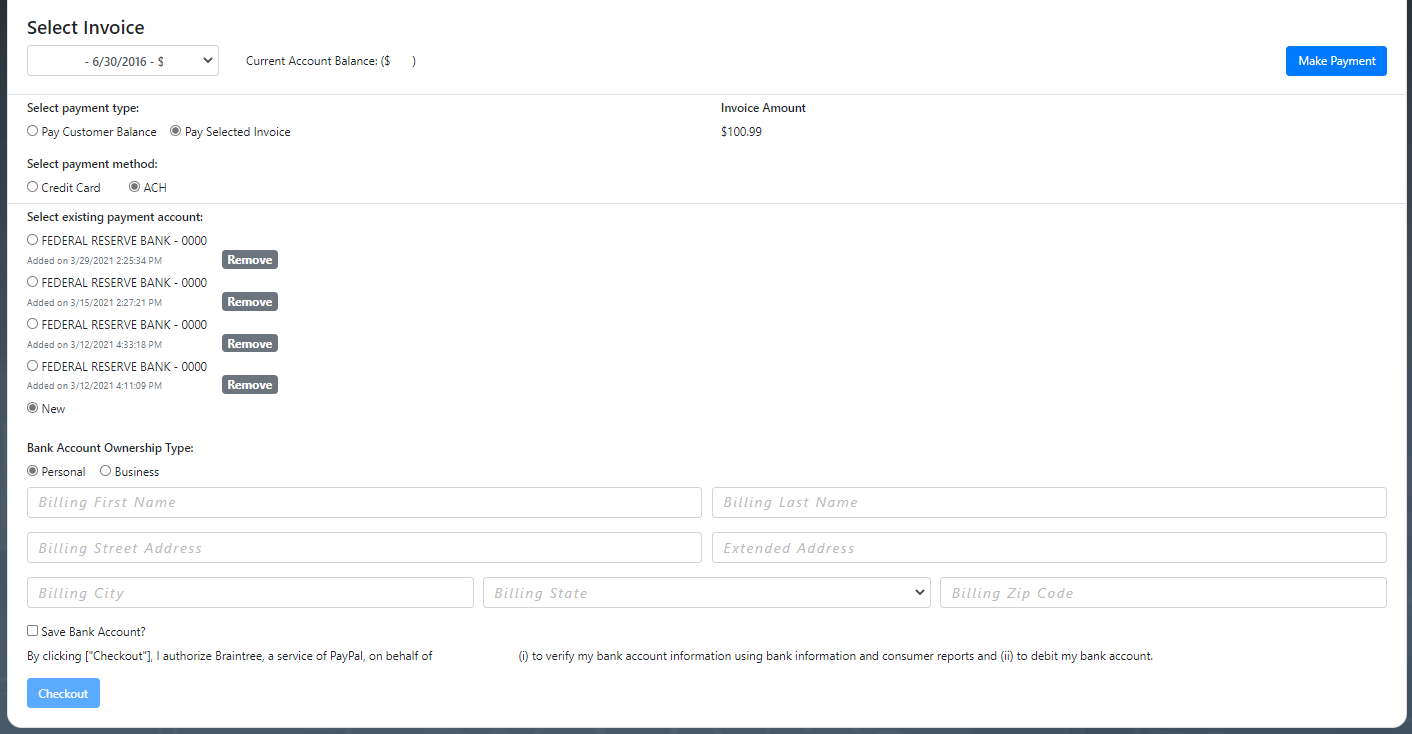 Select Invoice
- 6/30/2016 - $
Current Account Balance: ($ )
Make Payment
Select payment type:
Invoice Amount
Pay Customer Balance Pay Selected Invoice
$100.99
Select payment method:
Credit Card ACH
Select existing payment account:
FEDERAL RESERVE BANK - 0000
Added on 3/29/2021 2:25:34 PM
Remove
FEDERAL RESERVE BANK - 0000
Added on 3/15/2021 2:27:21 PM
Remove
FEDERAL RESERVE BANK - 0000
Added on 3/12/2021 4:33:18 PM
Remove
FEDERAL RESERVE BANK - 0000
Added on 3/12/2021 4:11:09 PM
Remove
New
Bank Account Ownership Type:
Personal Business
Billing First Name
Billing Last Name
Billing Street Address
Extended Address
Billing City
Billing State
Billing Zip Code
Save Bank Account?
By clicking ["Checkout"], I authorize Braintree, a service of PayPal, on behalf of (i) to verify my bank account information using bank information and consumer reports and (ii) to debit my bank account.
Checkout